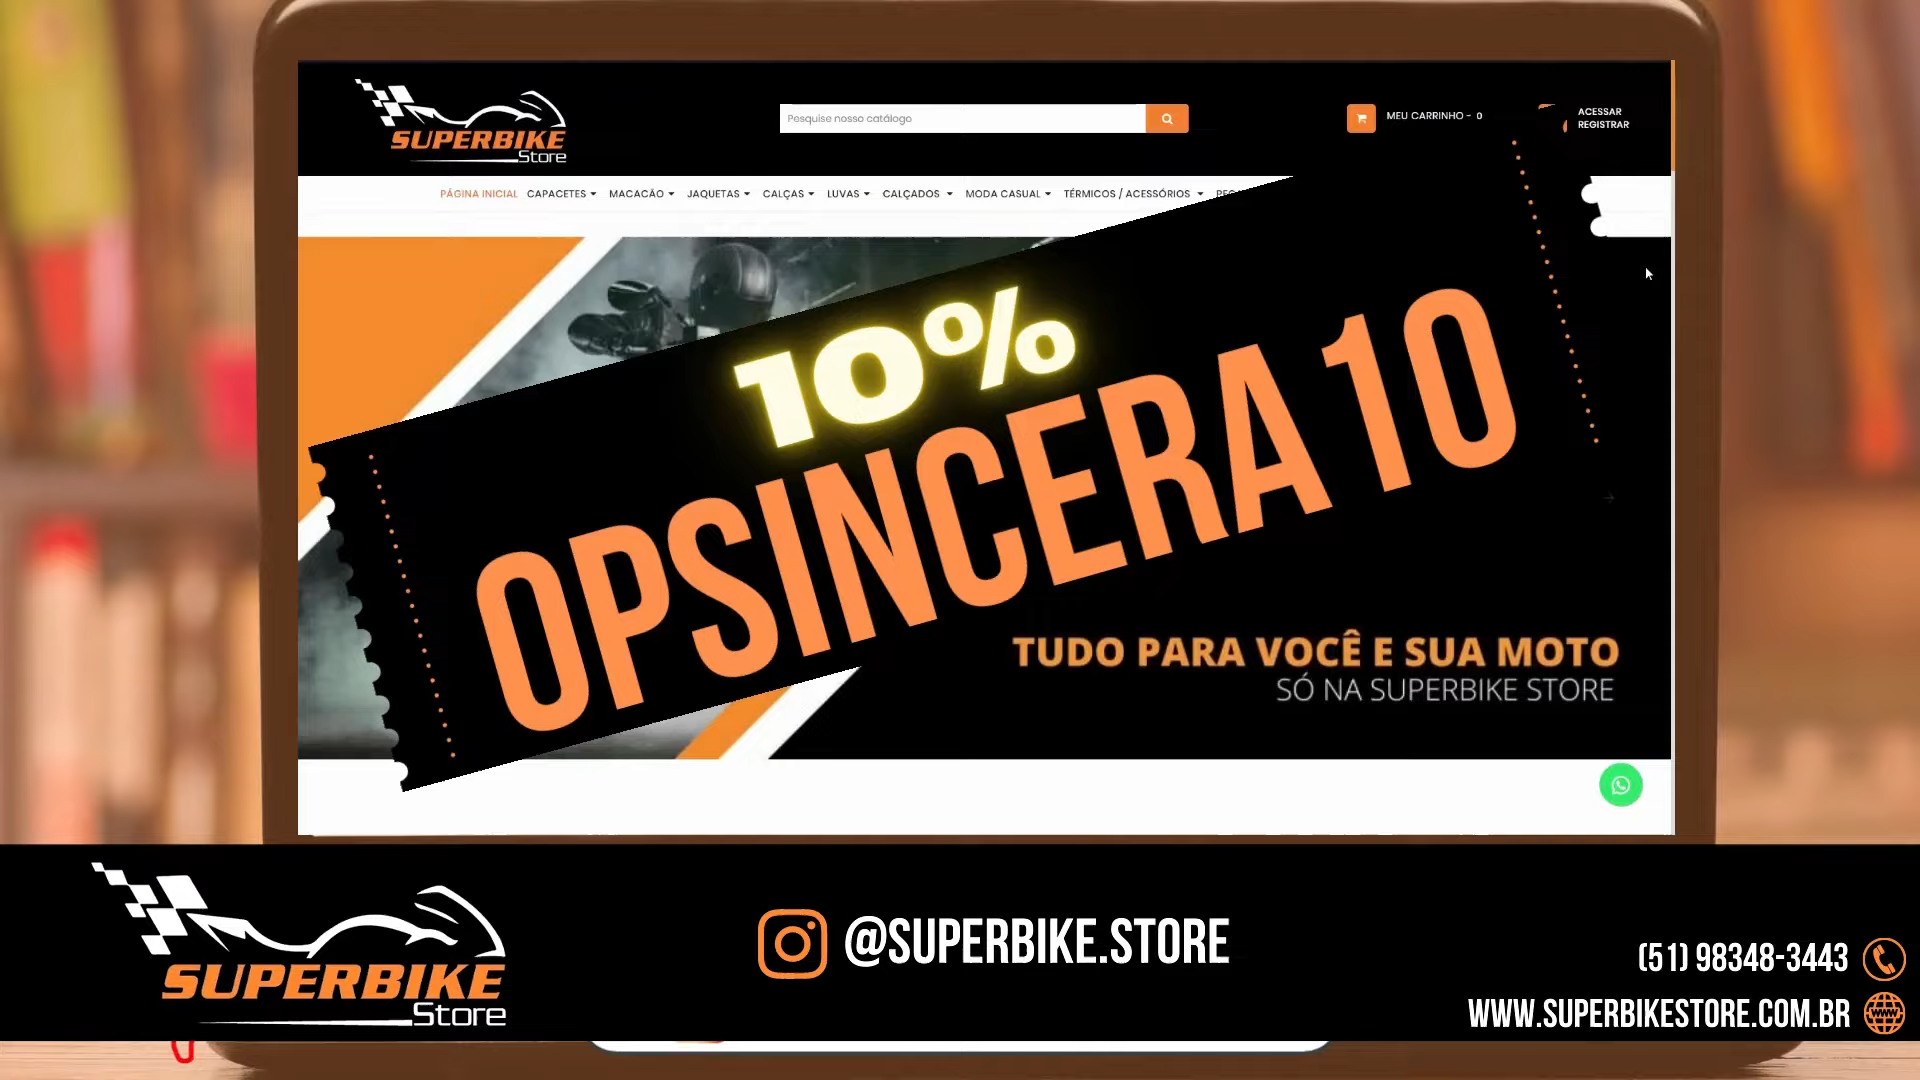 SUPERBIKE
Store
Pesquise nosso catálogo
MEU CARRINHO - 0
ACESSAR
REGISTRAR
PÁGINA INICIAL CAPACETES MACACÃO JAQUETAS CALÇAS LUVAS CALÇADOS MODA CASUAL TÉRMICOS / ACESSÓRIOS
10%
OPSINCERA10
TUDO PARA VOCÊ E SUA MOTO
SÓ NA SUPERBIKE STORE
SUPERBIKE
Store
@SUPERBIKE.STORE
(51) 98348-3443
WWW.SUPERBIKESTORE.COM.BR
WWW